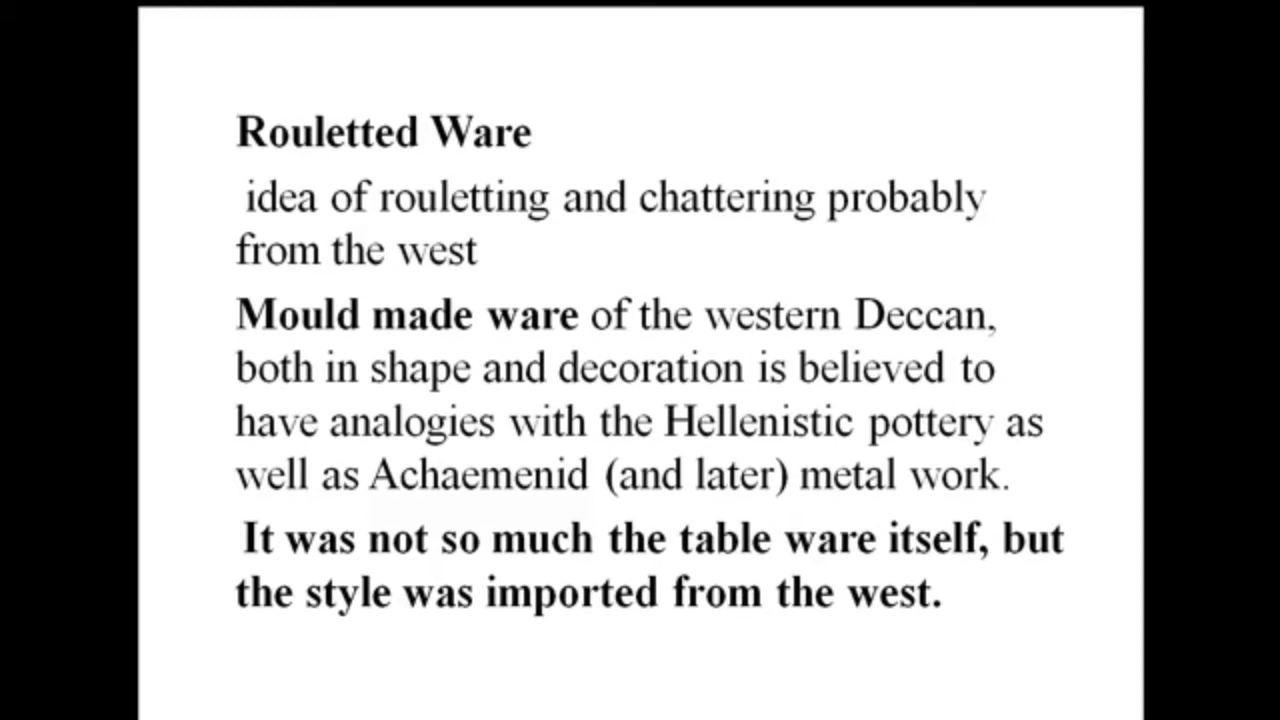 Rouletted Ware
idea of rouletting and chattering probably
from the west
Mould made ware of the western Deccan,
both in shape and decoration is believed to
have analogies with the Hellenistic pottery as
well as Achaemenid (and later) metal work.
It was not so much the table ware itself, but
the style was imported from the west.